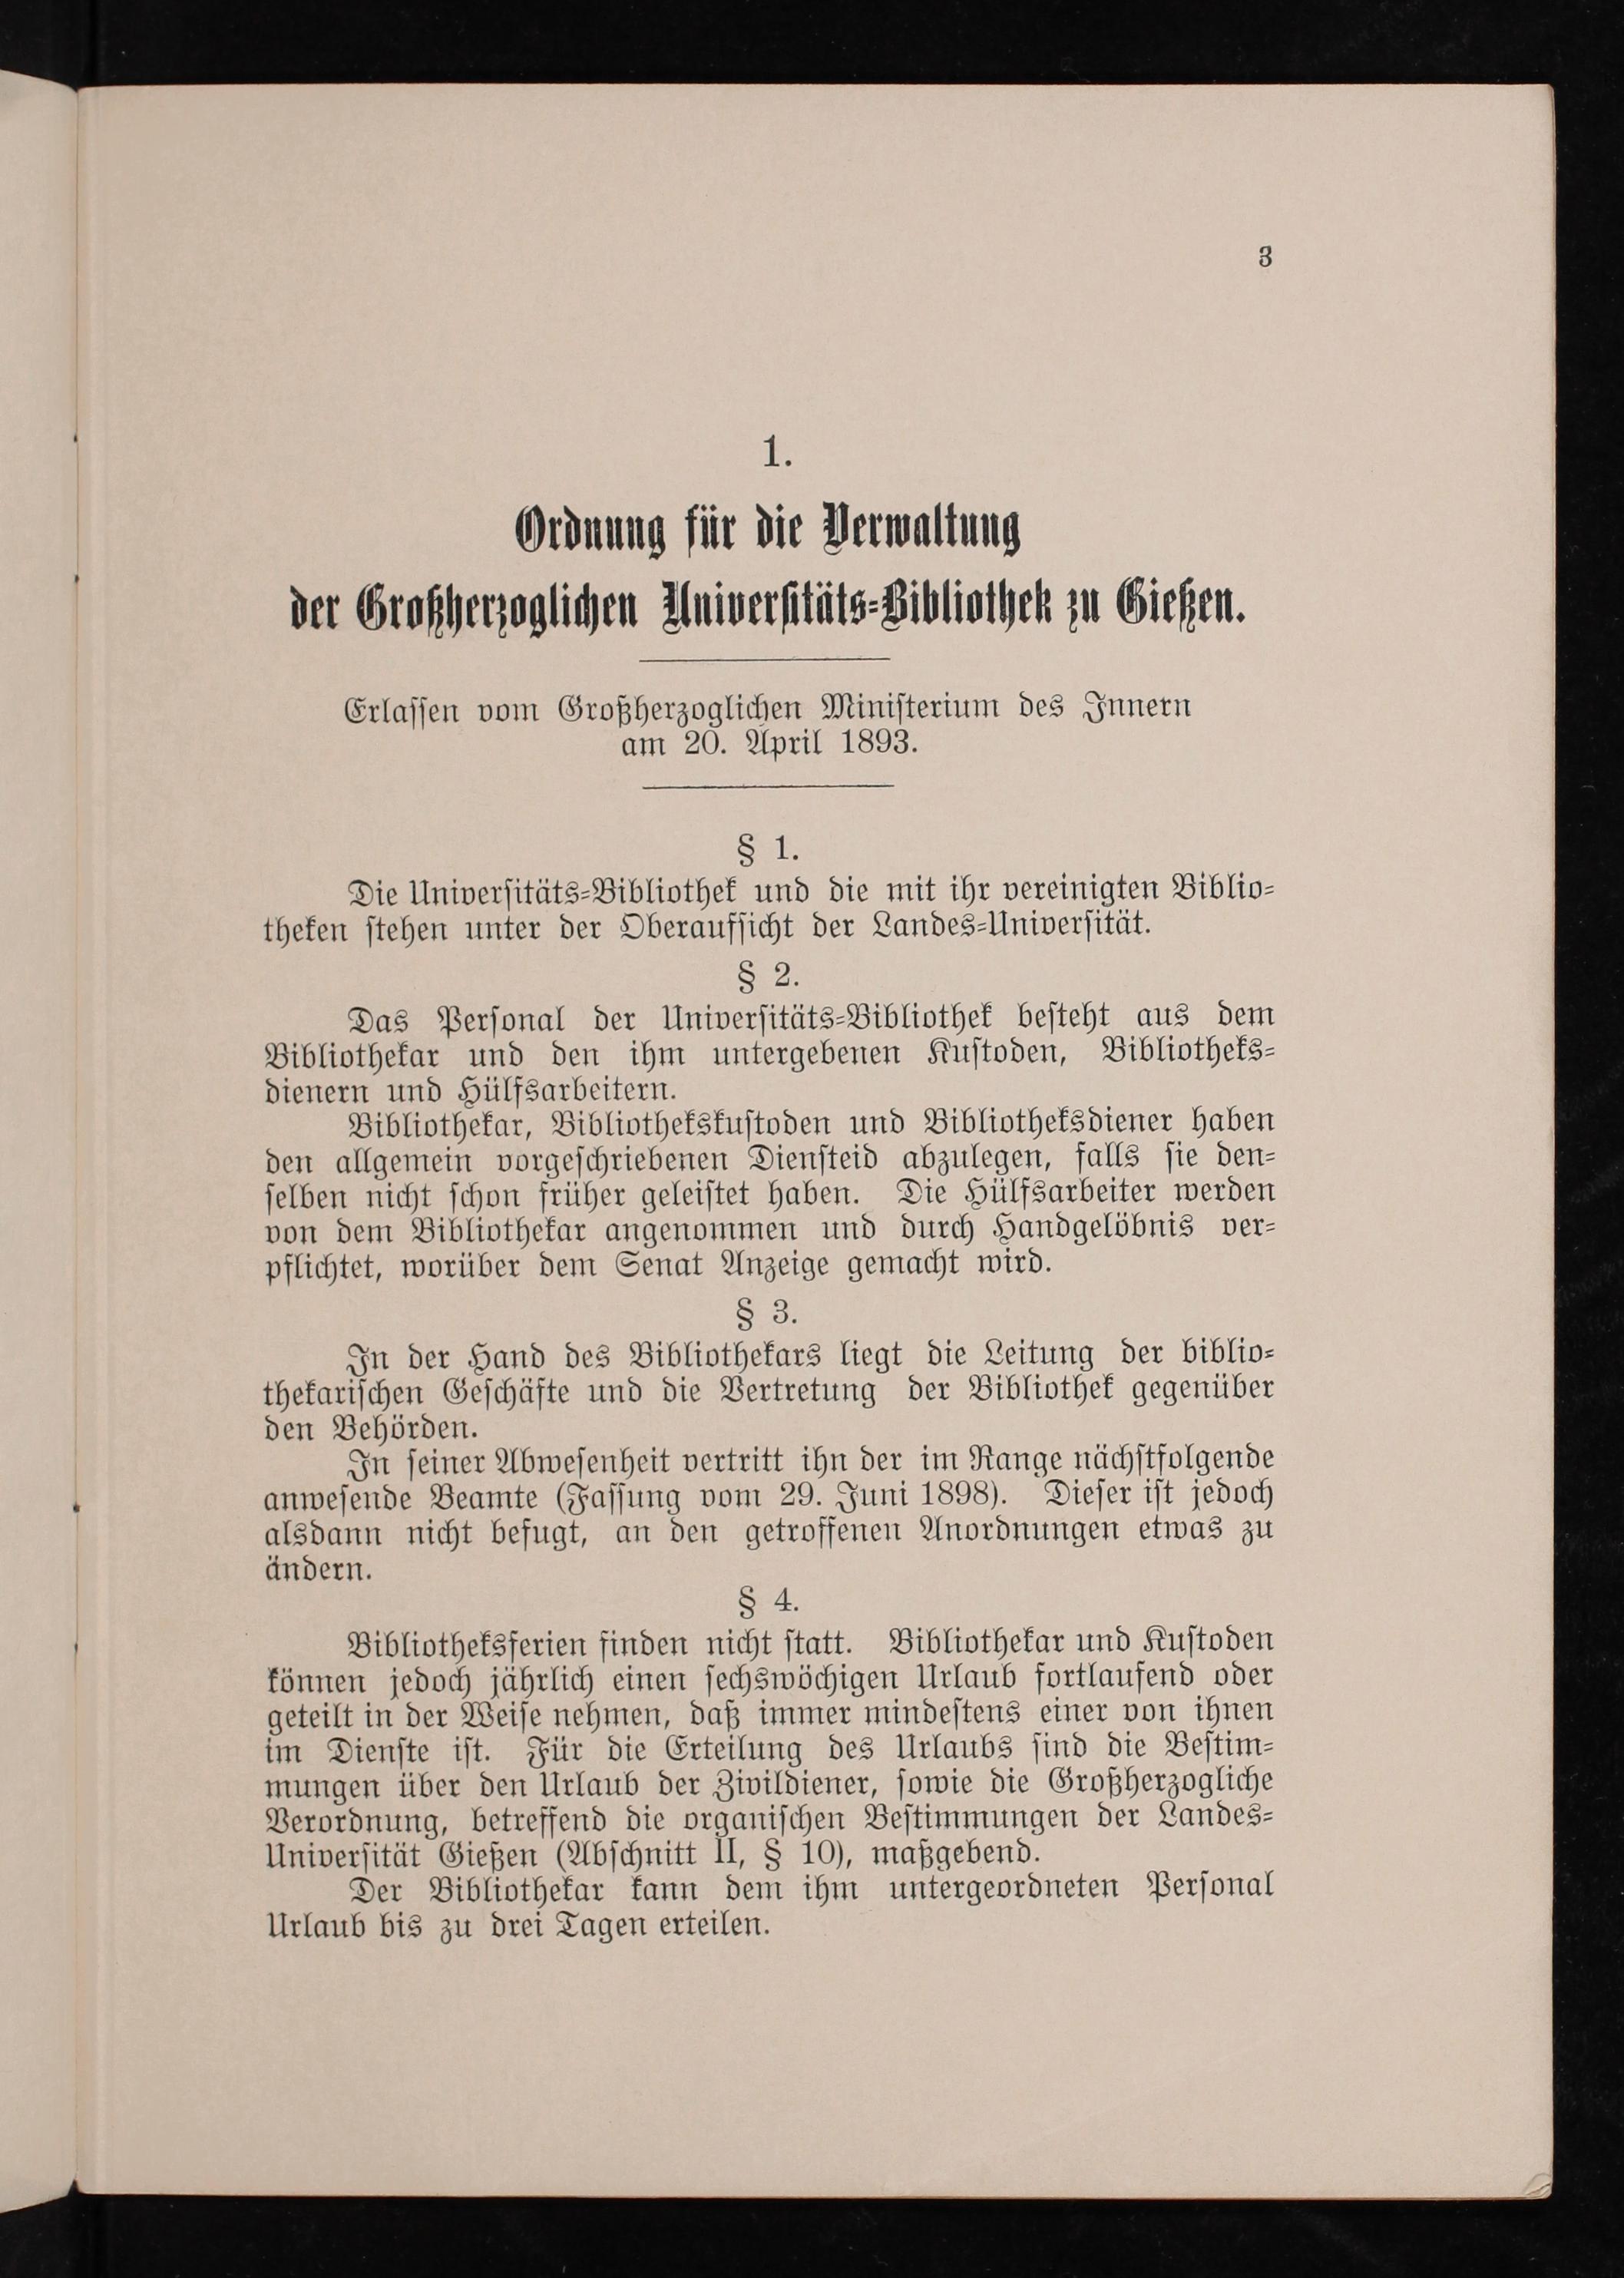 3
1.
Ordnung für die Verwaltung
der Großherzoglichen Universitäts-Bibliothek zu Gießen.
Erlassen vom Großherzoglichen Ministerium des Innern
am 20. April 1893.
§ 1.
Die Universitäts-Bibliothek und die mit ihr vereinigten Biblio-
theken stehen unter der Oberaufsicht der Landes-Universität.
§ 2.
Das Personal der Universitäts-Bibliothek besteht aus dem
Bibliothekar und den ihm untergebenen Kustoden, Bibliotheks-
dienern und Hülfsarbeitern.
Bibliothekar, Bibliothekskustoden und Bibliotheksdiener haben
den allgemein vorgeschriebenen Diensteid abzulegen, falls sie den-
selben nicht schon früher geleistet haben. Die Hülfsarbeiter werden
von dem Bibliothekar angenommen und durch Handgelöbnis ver-
pflichtet, worüber dem Senat Anzeige gemacht wird.
§ 3.
In der Hand des Bibliothekars liegt die Leitung der biblio-
thekarischen Geschäfte und die Vertretung der Bibliothek gegenüber
den Behörden.
In seiner Abwesenheit vertritt ihn der im Range nächstfolgende
anwesende Beamte (Fassung vom 29. Juni 1898). Dieser ist jedoch
alsdann nicht befugt, an den getroffenen Anordnungen etwas zu
ändern.
§ 4.
Bibliotheksferien finden nicht statt. Bibliothekar und Kustoden
können jedoch jährlich einen sechswöchigen Urlaub fortlaufend oder
geteilt in der Weise nehmen, daß immer mindestens einer von ihnen
im Dienste ist. Für die Erteilung des Urlaubs sind die Bestim-
mungen über den Urlaub der Zivildiener, sowie die Großherzogliche
Verordnung, betreffend die organischen Bestimmungen der Landes-
Universität Gießen (Abschnitt II, § 10), maßgebend.
Der Bibliothekar kann dem ihm untergeordneten Personal
Urlaub bis zu drei Tagen erteilen.